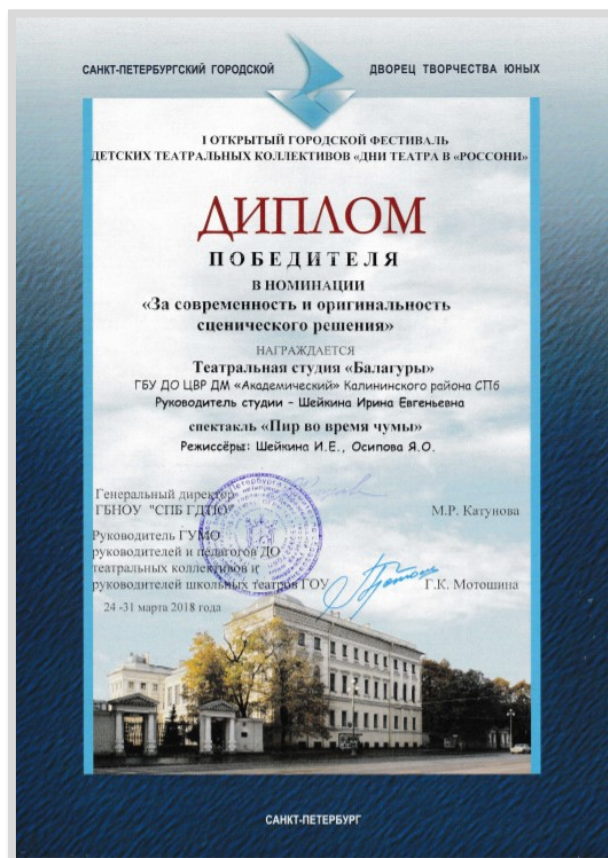 САНКТ-ПЕТЕРБУРГСКИЙ ГОРОДСКОЙ ДВОРЕЦ ТВОРЧЕСТВА ЮНЫХ
I ОТКРЫТЫЙ ГОРОДСКОЙ ФЕСТИВАЛЬ
ДЕТСКИХ ТЕАТРАЛЬНЫХ КОЛЛЕКТИВОВ «ДНИ ТЕАТРА В «РОССОНИ»
ДИПЛОМ
ПОБЕДИТЕЛЯ
В НОМИНАЦИИ
«За современность и оригинальность
сценического решения»
НАГРАЖДАЕТСЯ
Театральная студия «Балагуры»
ГБУ ДО ЦВР ДМ «Академический» Калининского района СПб
Руководитель студии – Шейкина Ирина Евгеньевна
спектакль «Пир во время чумы»
Режиссёры: Шейкина И.Е., Осипова Я.О.
Генеральный директор
ГБНОУ "СПБ ГДТЮ" М.Р. Катунова
Руководитель ГУМО
руководителей и педагогов ДО
театральных коллективов и
руководителей школьных театров ГОУ Г.К. Мотошина
24 -31 марта 2018 года
САНКТ-ПЕТЕРБУРГ